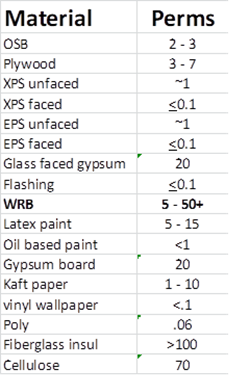 Material Perms
OSB 2 - 3
Plywood 3 - 7
XPS unfaced ~1
XPS faced ≤0.1
EPS unfaced ~1
EPS faced ≤0.1
Glass faced gypsum 20
Flashing ≤0.1
WRB 5 - 50+
Latex paint 5 - 15
Oil based paint <1
Gypsum board 20
Kaft paper 1 - 10
vinyl wallpaper <.1
Poly .06
Fiberglass insul >100
Cellulose 70